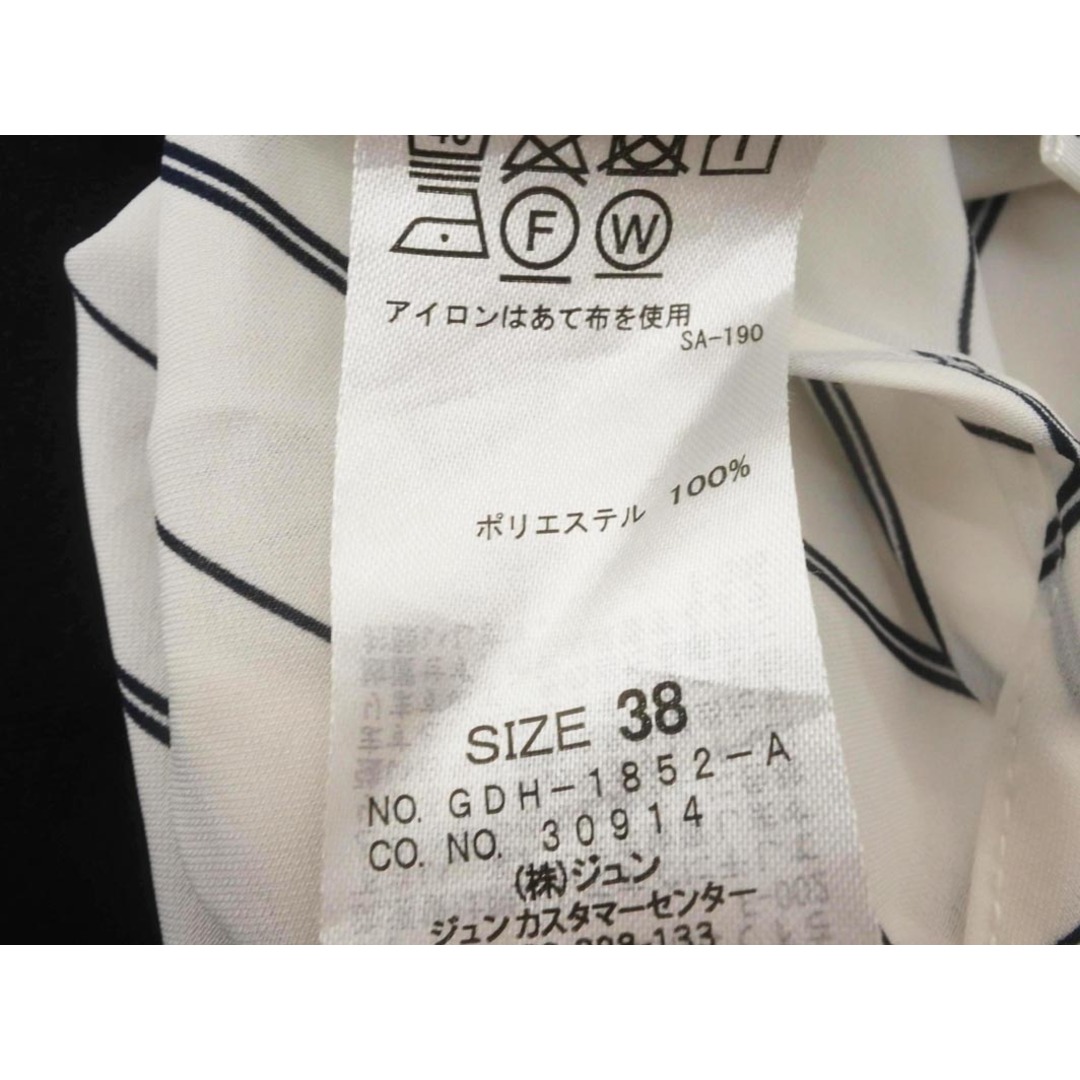 F W
アイロンはあて布を使用
SA-190
ポリエステル 100%
SIZE 38
NO. GDH-1852-A
CO. NO. 30914
(株)ジュン
ジュンカスタマーセンター
-133